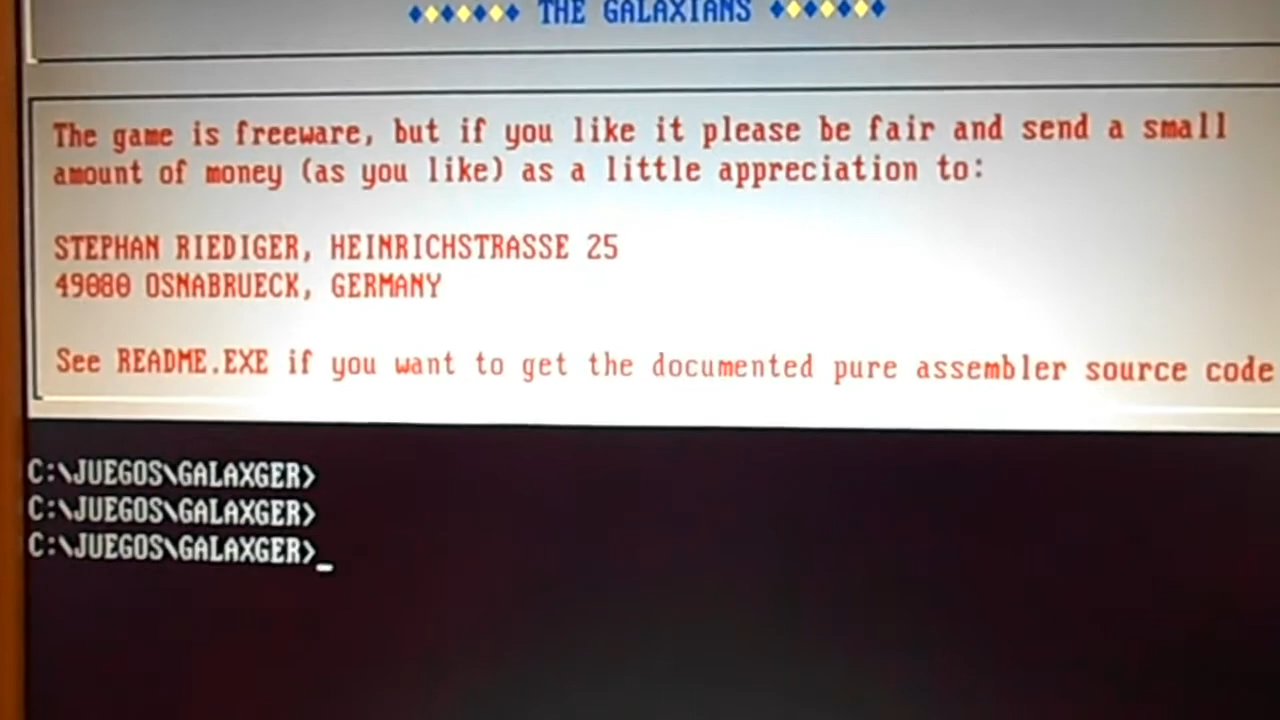 ♦♦♦♦♦♦♦ THE GALAXIANS ♦♦♦♦♦♦♦
The game is freeware, but if you like it please be fair and send a small
amount of money (as you like) as a little appreciation to:
STEPHAN RIEDIGER, HEINRICHSTRASSE 25
49080 OSNABRUECK, GERMANY
See README.EXE if you want to get the documented pure assembler source code
C:\JUEGOS\GALAXGER>
C:\JUEGOS\GALAXGER>
C:\JUEGOS\GALAXGER>_